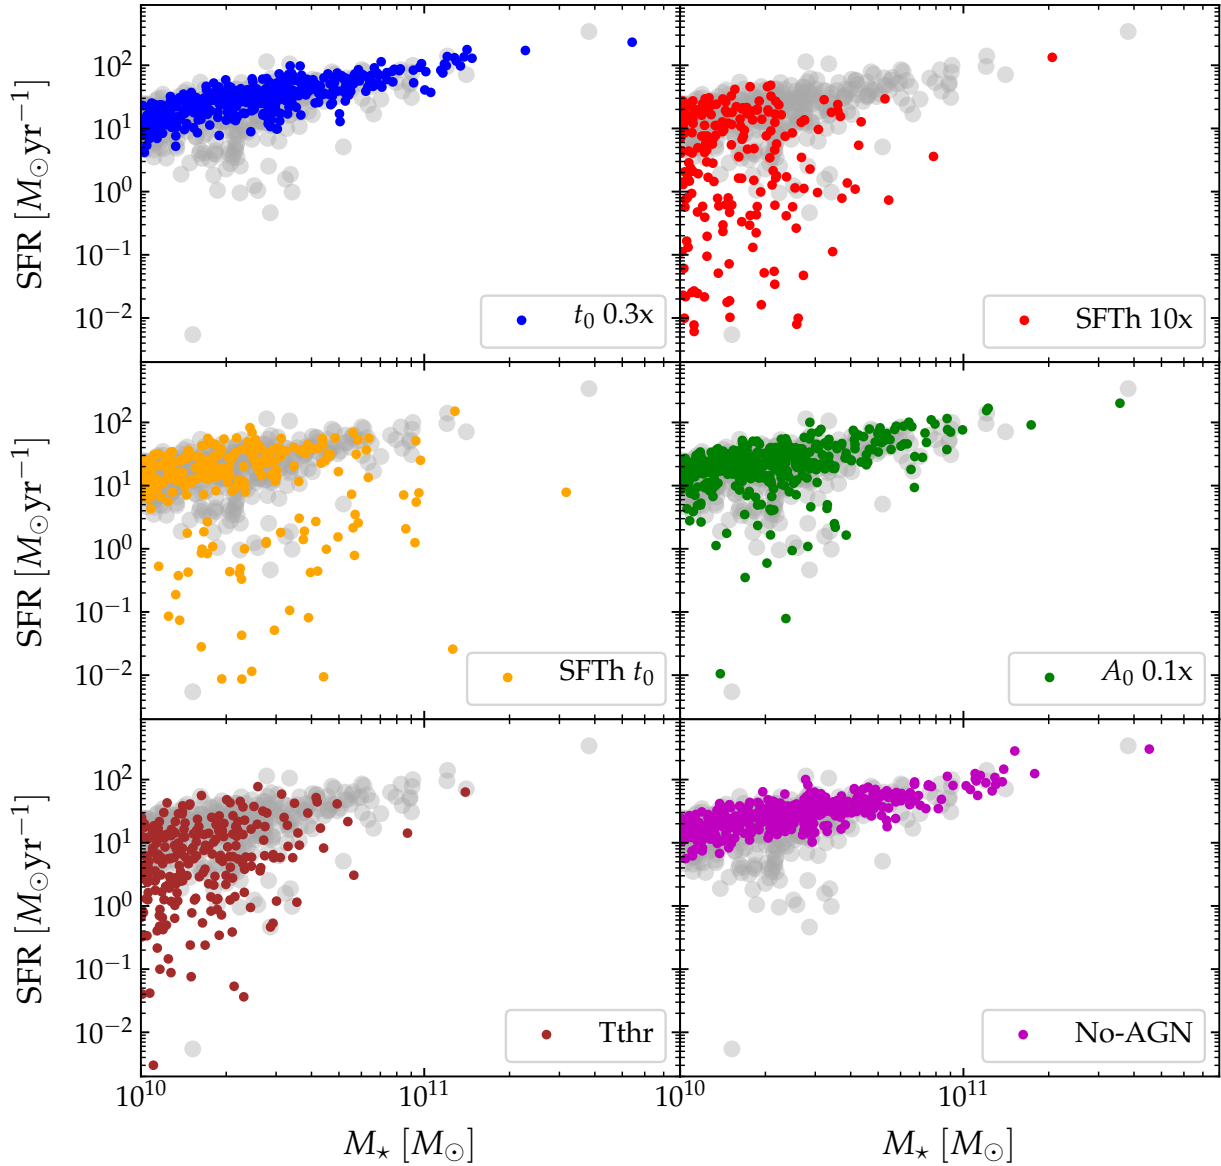 SFR [M⊙yr⁻¹]
10²
10¹
10⁰
10⁻¹
10⁻²
t₀ 0.3x
SFTh 10x
SFR [M⊙yr⁻¹]
10²
10¹
10⁰
10⁻¹
10⁻²
SFTh t₀
A₀ 0.1x
SFR [M⊙yr⁻¹]
10²
10¹
10⁰
10⁻¹
10⁻²
Tthr
No-AGN
10¹⁰ 10¹¹ 10¹⁰ 10¹¹
M⋆ [M⊙] M⋆ [M⊙]